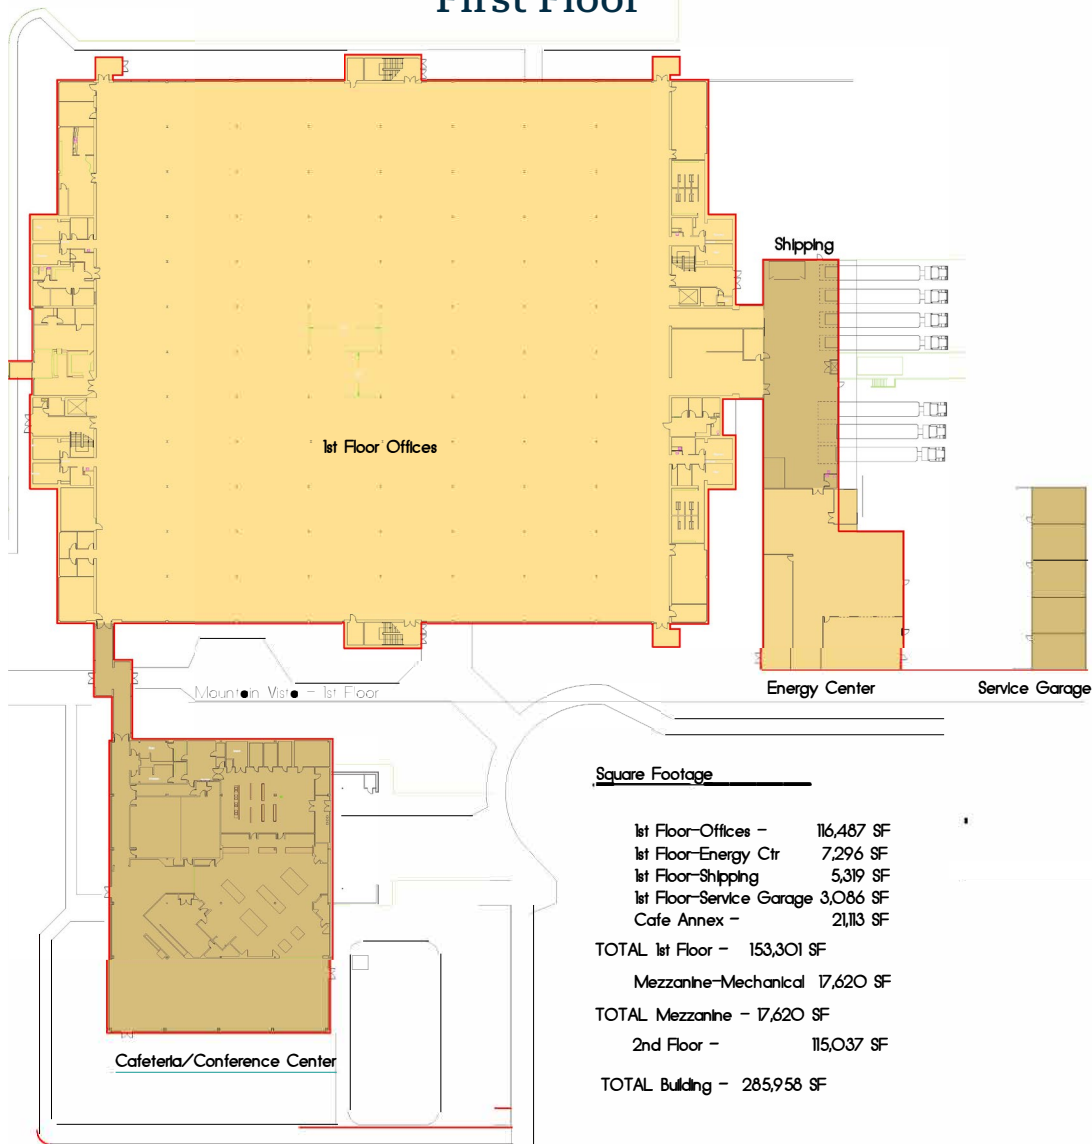 First Floor
Shipping
1st Floor Offices
Mountain Vista - 1st Floor
Energy Center
Service Garage
Square Footage
1st Floor-Offices - 116,487 SF
1st Floor-Energy Ctr 7,296 SF
1st Floor-Shipping 5,319 SF
1st Floor-Service Garage 3,086 SF
Cafe Annex - 21,113 SF
TOTAL 1st Floor - 153,301 SF
Mezzanine-Mechanical 17,620 SF
TOTAL Mezzanine - 17,620 SF
2nd Floor - 115,037 SF
TOTAL Building - 285,958 SF
Cafeteria/Conference Center